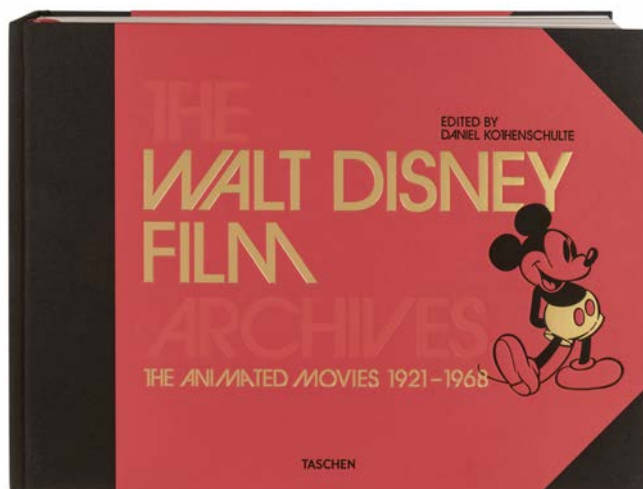 THE
EDITED BY
DANIEL KOTHENSCHULTE
WALT DISNEY
FILM
ARCHIVES
THE ANIMATED MOVIES 1921–1968
TASCHEN